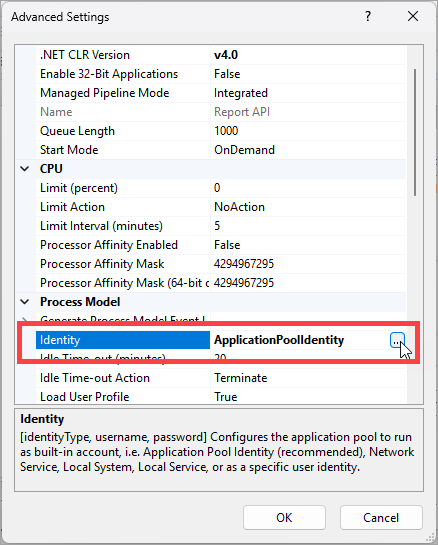 Advanced Settings ? ×
.NET CLR Version v4.0
Enable 32-Bit Applications False
Managed Pipeline Mode Integrated
Name Report API
Queue Length 1000
Start Mode OnDemand
CPU
Limit (percent) 0
Limit Action NoAction
Limit Interval (minutes) 5
Processor Affinity Enabled False
Processor Affinity Mask 4294967295
Processor Affinity Mask (64-bit 4294967295
Process Model
Generate Process Model Event
Identity ApplicationPoolIdentity ...
Idle Time-out (minutes) 20
Idle Time-out Action Terminate
Load User Profile True
Identity
[identityType, username, password] Configures the application pool to run
as built-in account, i.e. Application Pool Identity (recommended), Network
Service, Local System, Local Service, or as a specific user identity.
OK Cancel